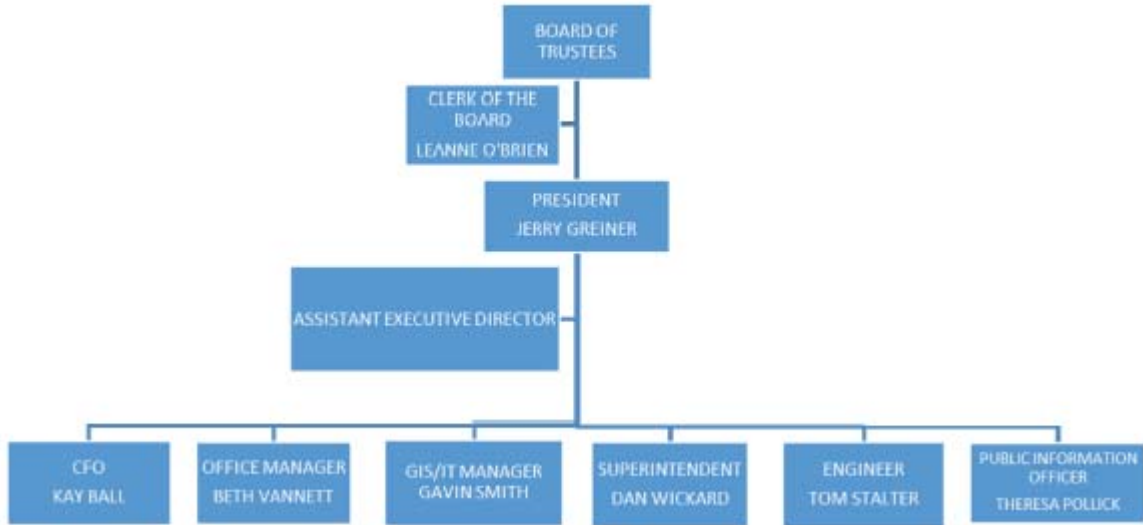 BOARD OF
TRUSTEES
CLERK OF THE
BOARD
LEANNE O'BRIEN
PRESIDENT
JERRY GREINER
ASSISTANT EXECUTIVE DIRECTOR
CFO
KAY BALL
OFFICE MANAGER
BETH VANNETT
GIS/IT MANAGER
GAVIN SMITH
SUPERINTENDENT
DAN WICKARD
ENGINEER
TOM STALTER
PUBLIC INFORMATION
OFFICER
THERESA POLLICK